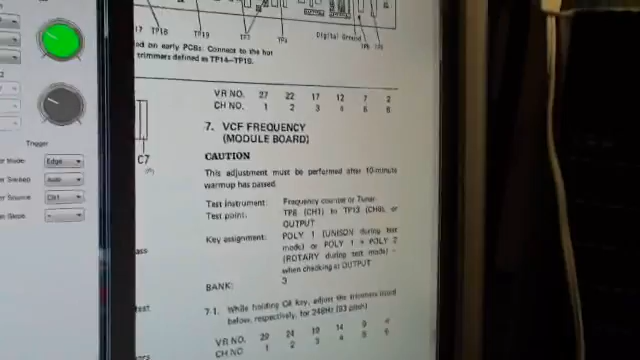 17 TP18
TP19
Digital Ground
ed on early PCBs: Connect to the hot
trimmers defined as TP14—TP19.
VR NO. 27 22 17 12 7 2
CH NO. 1 2 3 4 5 6
7. VCF FREQUENCY
(MODULE BOARD)
CAUTION
This adjustment must be performed after 10-minute
warmup has passed.
Test instrument: Frequency counter or Tuner
Test point: TP8 (CH1) to TP13 (CH6), or
OUTPUT
Key assignment: POLY 1 (UNISON during test
mode) or POLY 1 + POLY 2
(ROTARY during test mode) -
when checking at OUTPUT
BANK: 3
7-1. While holding C4 key, adjust the trimmers listed
below, respectively, for 248Hz
VR NO. 29 24 19 14 9
CH NO 1 2 3 4 5 6
C7
ass
test
Trigger
Edge
Auto
Source Ch1